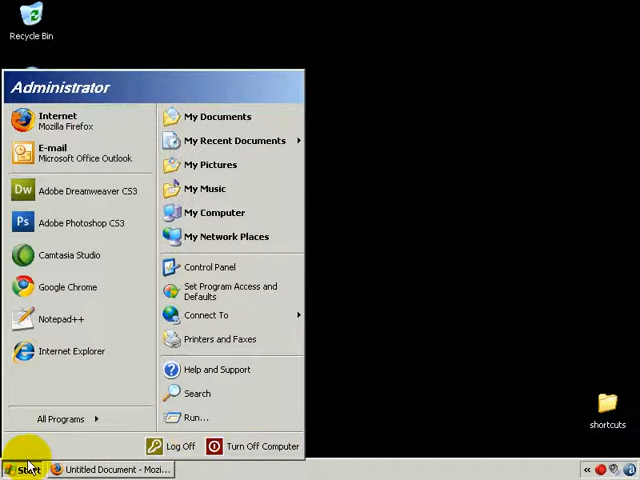 Recycle Bin
Administrator
Internet
Mozilla Firefox
E-mail
Microsoft Office Outlook
Dw Adobe Dreamweaver CS3
Ps Adobe Photoshop CS3
Camtasia Studio
Google Chrome
Notepad++
Internet Explorer
All Programs
My Documents
My Recent Documents
My Pictures
My Music
My Computer
My Network Places
Control Panel
Set Program Access and
Defaults
Connect To
Printers and Faxes
Help and Support
Search
Run...
Log Off
Turn Off Computer
shortcuts
Start
Untitled Document - Mozi...